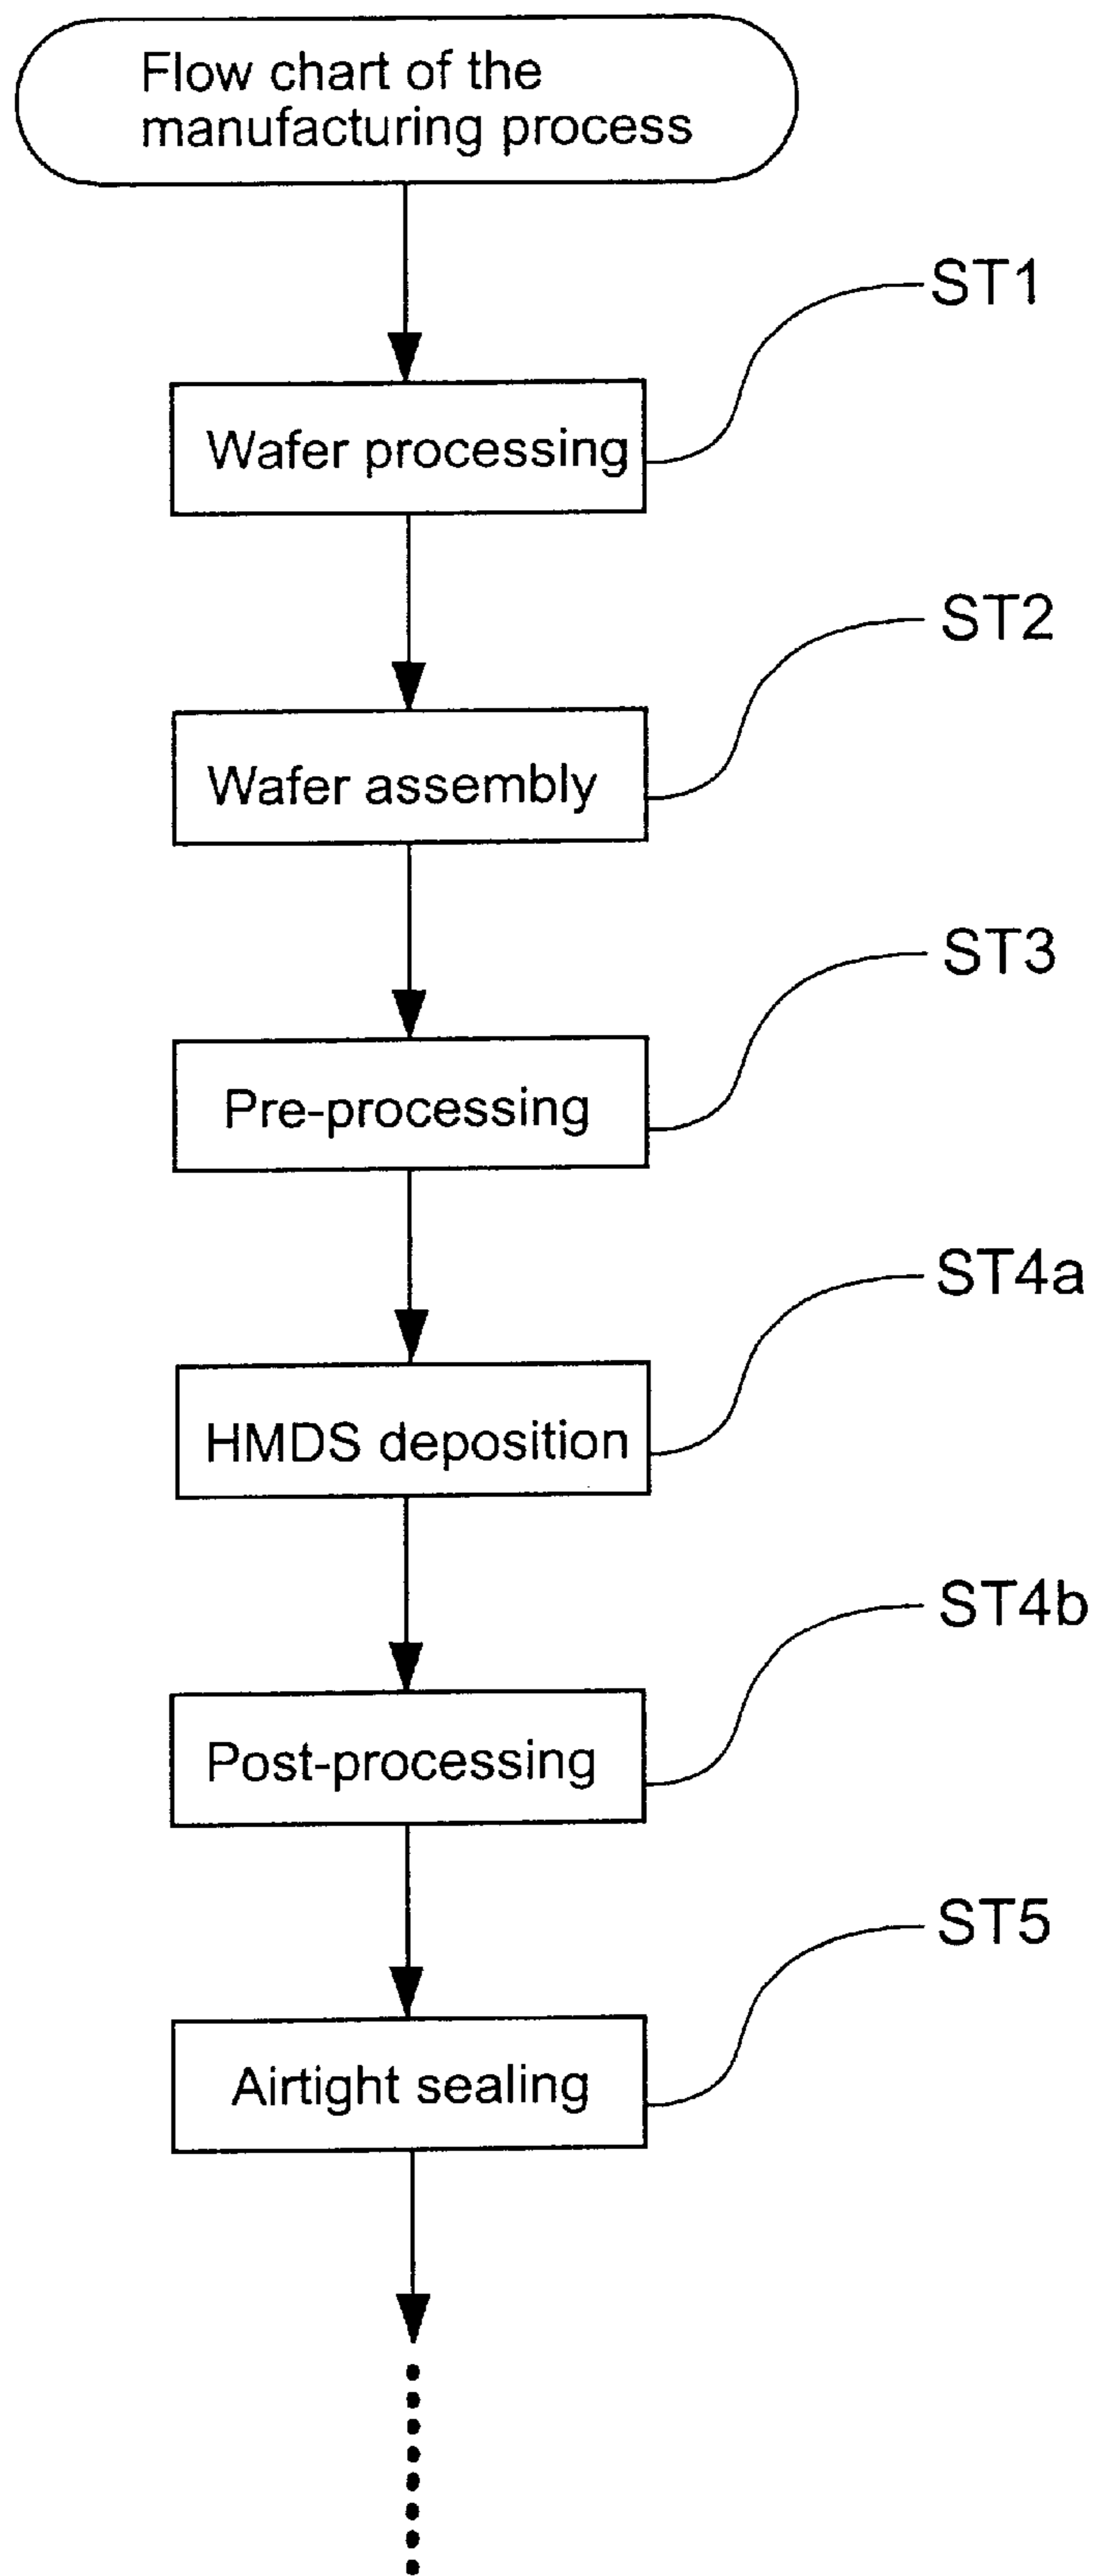 Flow chart of the
manufacturing process
ST1
Wafer processing
ST2
Wafer assembly
ST3
Pre-processing
ST4a
HMDS deposition
ST4b
Post-processing
ST5
Airtight sealing